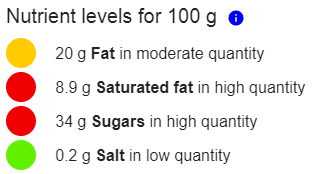 Nutrient levels for 100 g
20 g Fat in moderate quantity
8.9 g Saturated fat in high quantity
34 g Sugars in high quantity
0.2 g Salt in low quantity